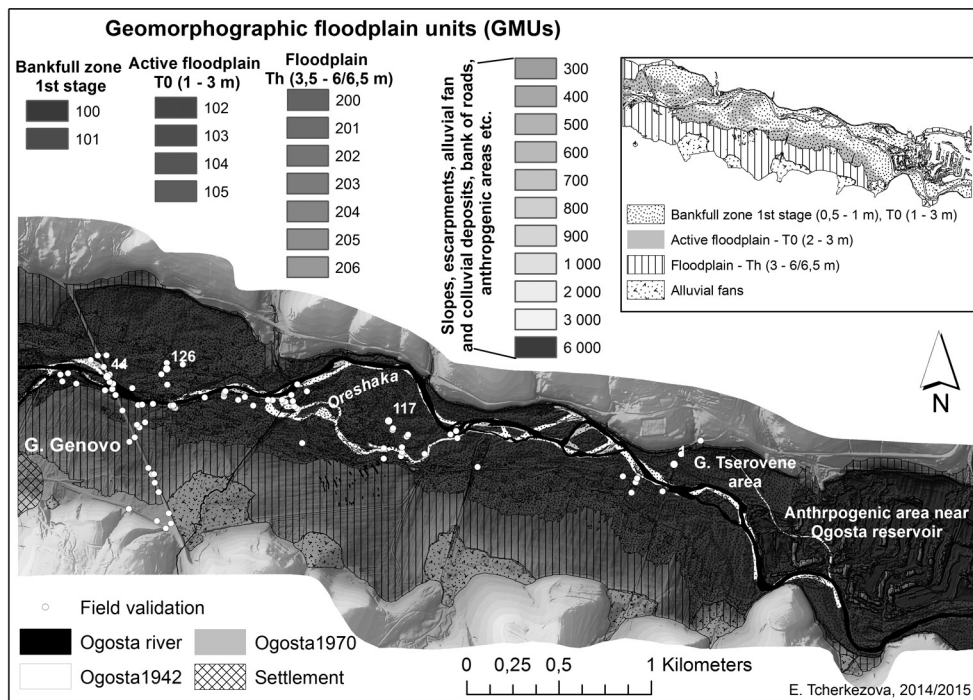 Geomorphographic floodplain units (GMUs)
Bankfull zone
1st stage
100
101
Active floodplain
T0 (1 - 3 m)
102
103
104
105
Floodplain
Th (3,5 - 6/6,5 m)
200
201
202
203
204
205
206
Slopes, escarpments, alluvial fan
and colluvial deposits, bank of roads,
anthropgenic areas etc.
300
400
500
600
700
800
900
1 000
2 000
3 000
6 000
Bankfull zone 1st stage (0,5 - 1 m), T0 (1 - 3 m)
Active floodplain - T0 (2 - 3 m)
Floodplain - Th (3 - 6/6,5 m)
Alluvial fans
N
44
126
Oreshaka
117
G. Genovo
G. Tserovene
area
Anthrpogenic area near
Ogosta reservoir
Field validation
Ogosta river
Ogosta1970
Ogosta1942
Settlement
0 0,25 0,5 1 Kilometers
E. Tcherkezova, 2014/2015